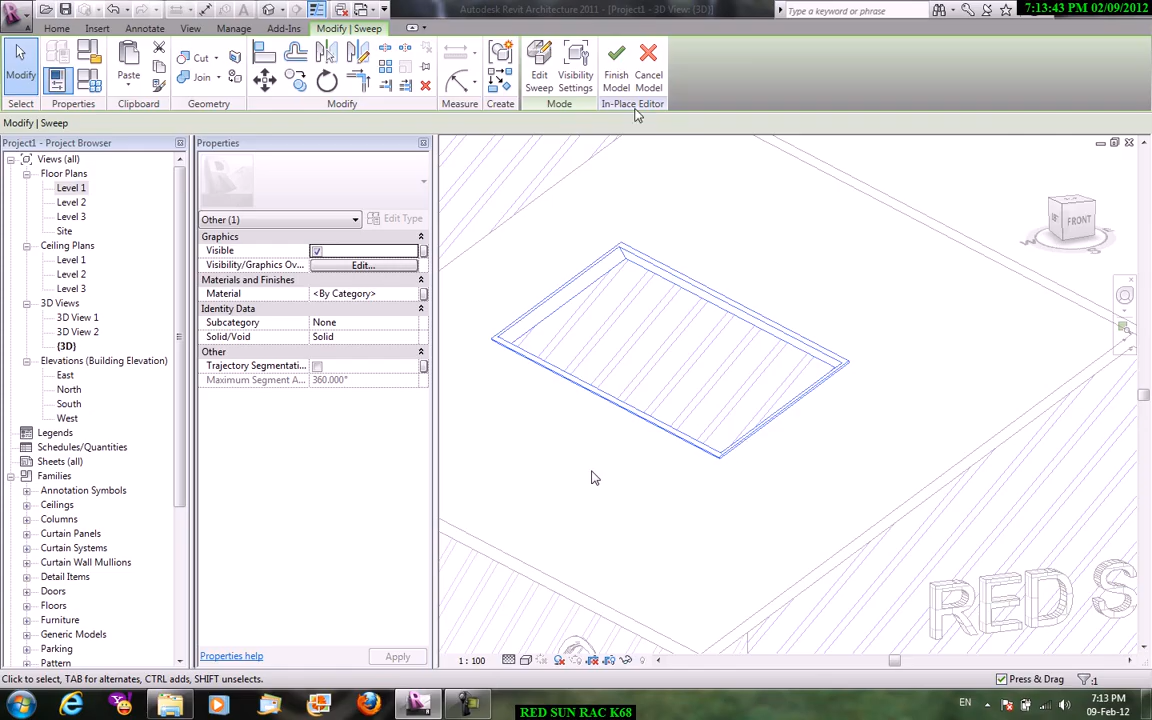 Autodesk Revit Architecture 2011 - [Project1 - 3D View: {3D}]
Type a keyword or phrase
7:13:43 PM 02/09/2012
Home Insert Annotate View Manage Add-Ins Modify | Sweep
Modify
Paste
Cut
Join
Edit Sweep
Visibility Settings
Finish Model
Cancel Model
Select Properties Clipboard Geometry Modify Measure Create Mode In-Place Editor
Modify | Sweep
Project1 - Project Browser
Views (all)
Floor Plans
Level 1
Level 2
Level 3
Site
Ceiling Plans
Level 1
Level 2
Level 3
3D Views
3D View 1
3D View 2
{3D}
Elevations (Building Elevation)
East
North
South
West
Legends
Schedules/Quantities
Sheets (all)
Families
Annotation Symbols
Ceilings
Columns
Curtain Panels
Curtain Systems
Curtain Wall Mullions
Detail Items
Doors
Floors
Furniture
Generic Models
Parking
Pattern
Properties
Other (1)
Edit Type
Graphics
Visible
Visibility/Graphics Ov... Edit...
Materials and Finishes
Material <By Category>
Identity Data
Subcategory None
Solid/Void Solid
Other
Trajectory Segmentati...
Maximum Segment A... 360.000°
Properties help
Apply
FRONT
RED S
1 : 100
Click to select, TAB for alternates, CTRL adds, SHIFT unselects.
Press & Drag
:1
EN
7:13 PM
09-Feb-12
RED SUN RAC K68